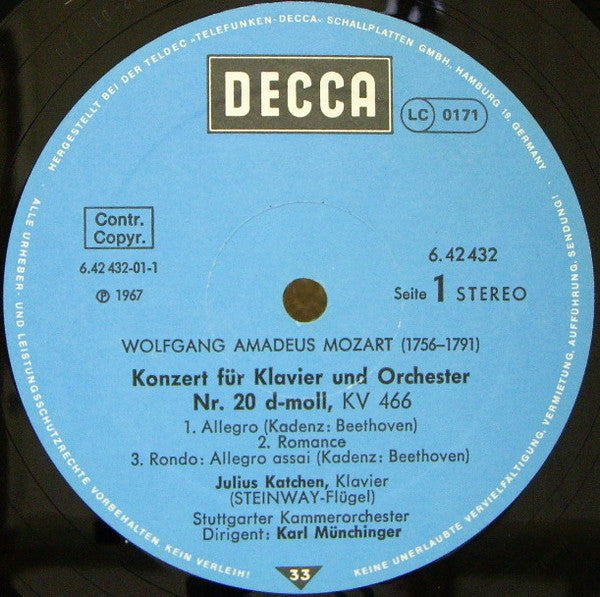 HERGESTELLT BEI DER TELDEC »TELEFUNKEN-DECCA« SCHALLPLATTEN GMBH, HAMBURG 19, GERMANY
DECCA
LC 0171
Contr.
Copyr.
6.42 432-01-1
Ⓟ 1967
6.42 432
Seite 1 STEREO
WOLFGANG AMADEUS MOZART (1756–1791)
Konzert für Klavier und Orchester
Nr. 20 d-moll, KV 466
1. Allegro (Kadenz: Beethoven)
2. Romance
3. Rondo: Allegro assai (Kadenz: Beethoven)
Julius Katchen, Klavier
(STEINWAY-Flügel)
Stuttgarter Kammerorchester
Dirigent: Karl Münchinger
33
ALLE URHEBER- UND LEISTUNGSSCHUTZRECHTE VORBEHALTEN. KEIN VERLEIH!
KEINE UNERLAUBTE VERVIELFÄLTIGUNG, VERMIETUNG, AUFFÜHRUNG, SENDUNG!